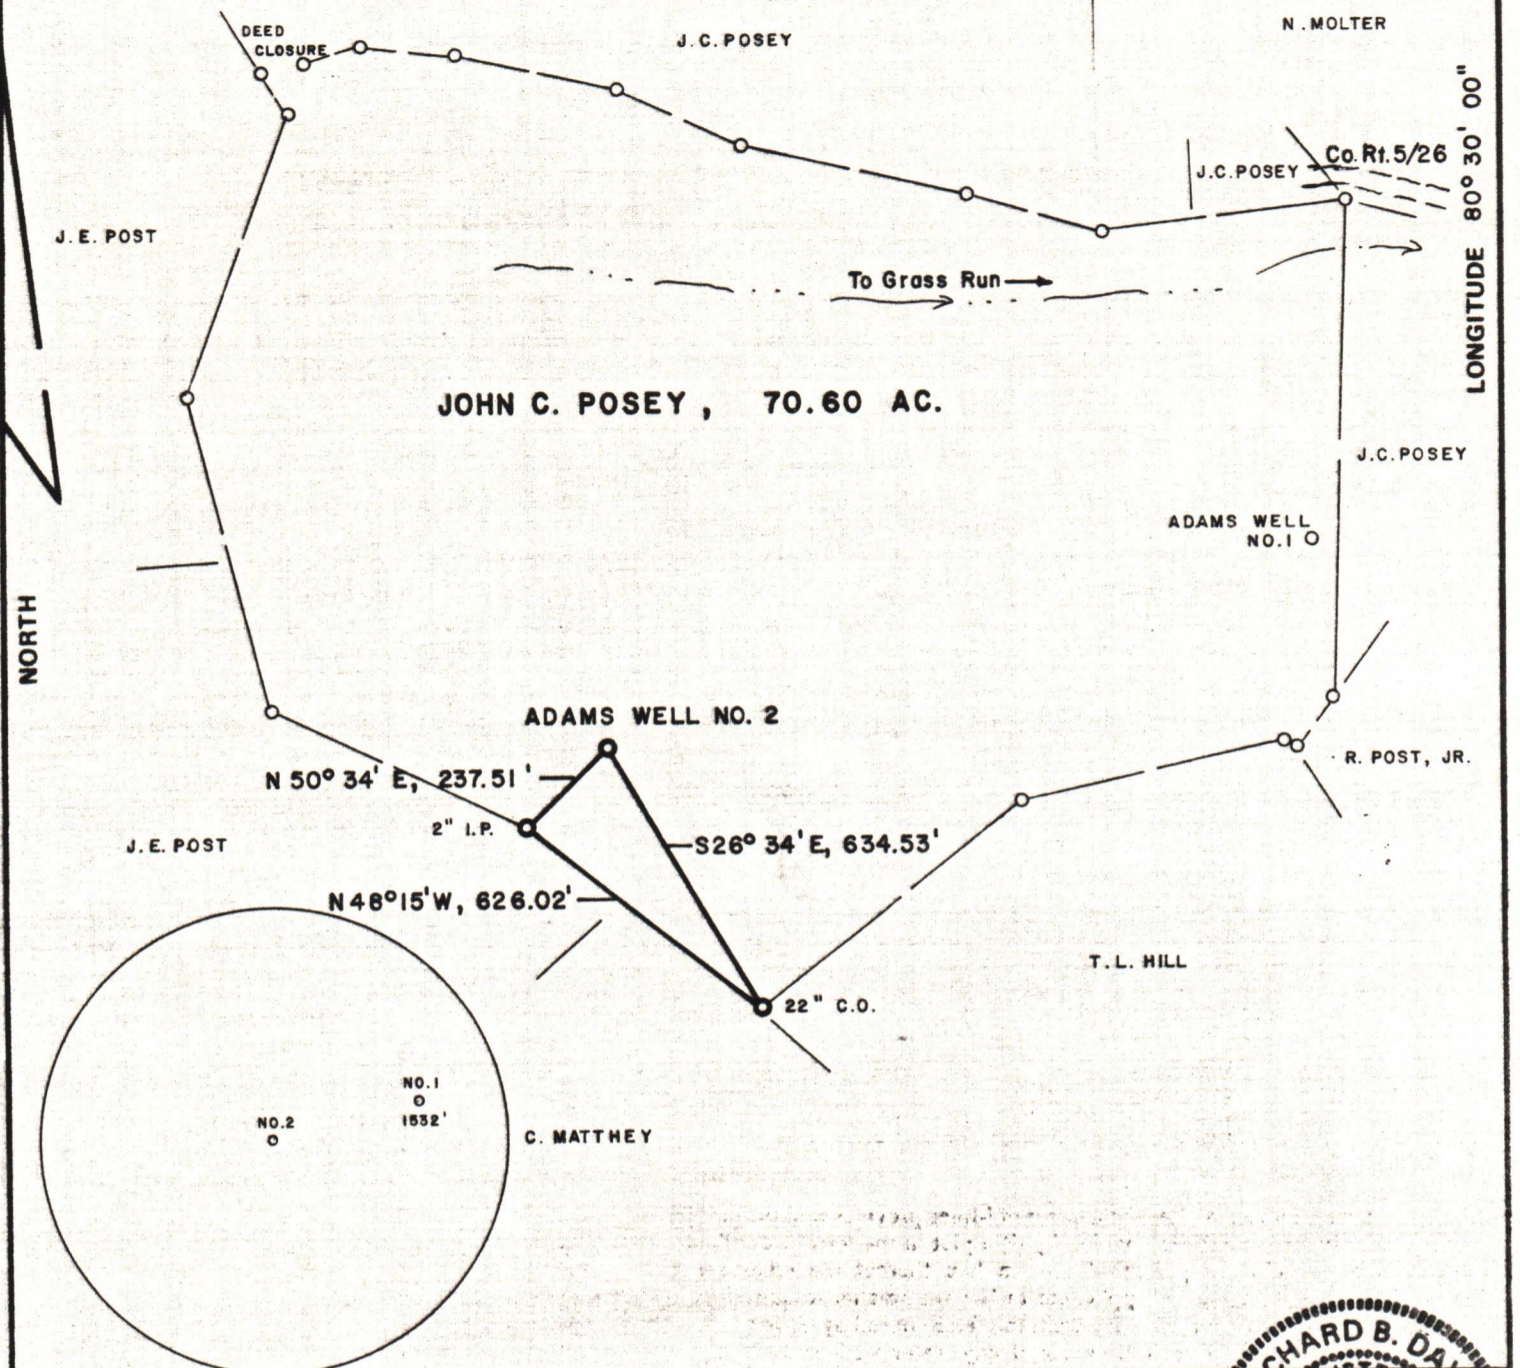 DEED
CLOSURE
J.C. POSEY
N. MOLTER
LONGITUDE 80° 30' 00"
Co. Rt. 5/26
J.C. POSEY
J. E. POST
To Grass Run
JOHN C. POSEY, 70.60 AC.
J.C. POSEY
ADAMS WELL
NO. 1
NORTH
ADAMS WELL NO. 2
N 50° 34' E, 237.51'
2" I.P.
R. POST, JR.
J. E. POST
S26° 34' E, 634.53'
N48°15'W, 626.02'
T. L. HILL
22" C.O.
NO. 1
1532'
NO. 2
C. MATTHEY
CHARD B. DA